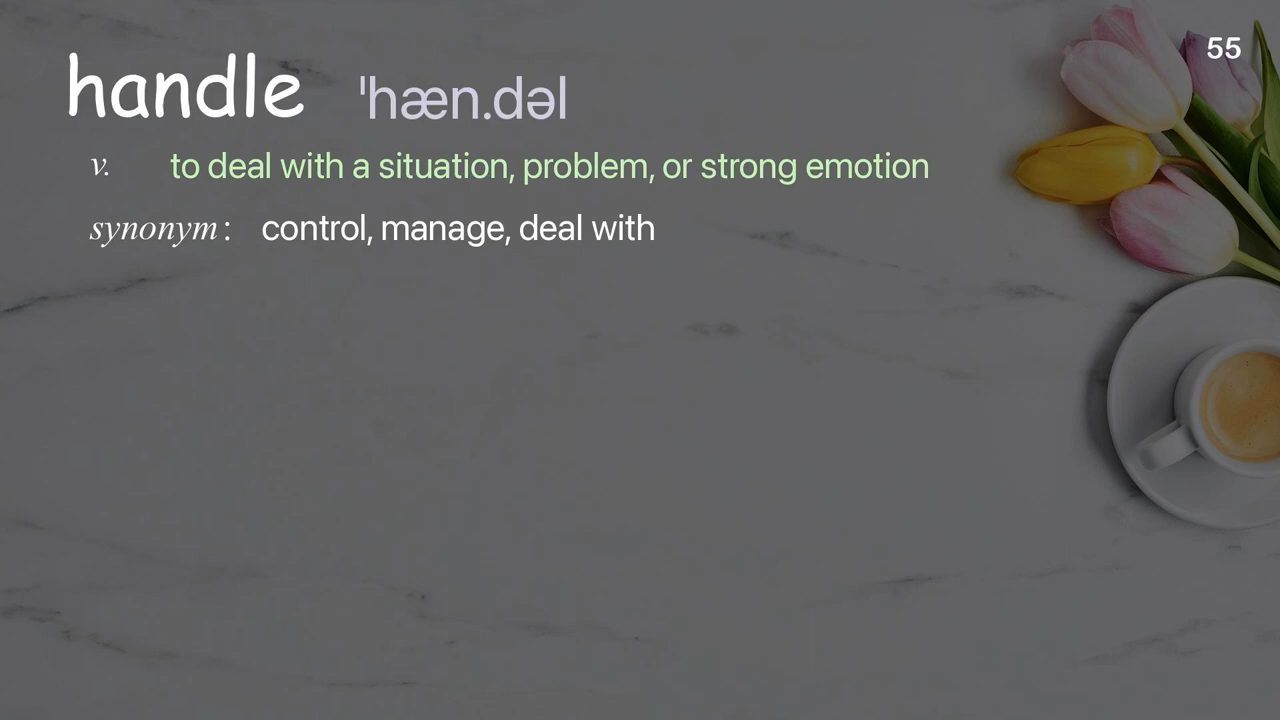 55
handle ˈhæn.dəl
v. to deal with a situation, problem, or strong emotion
synonym : control, manage, deal with